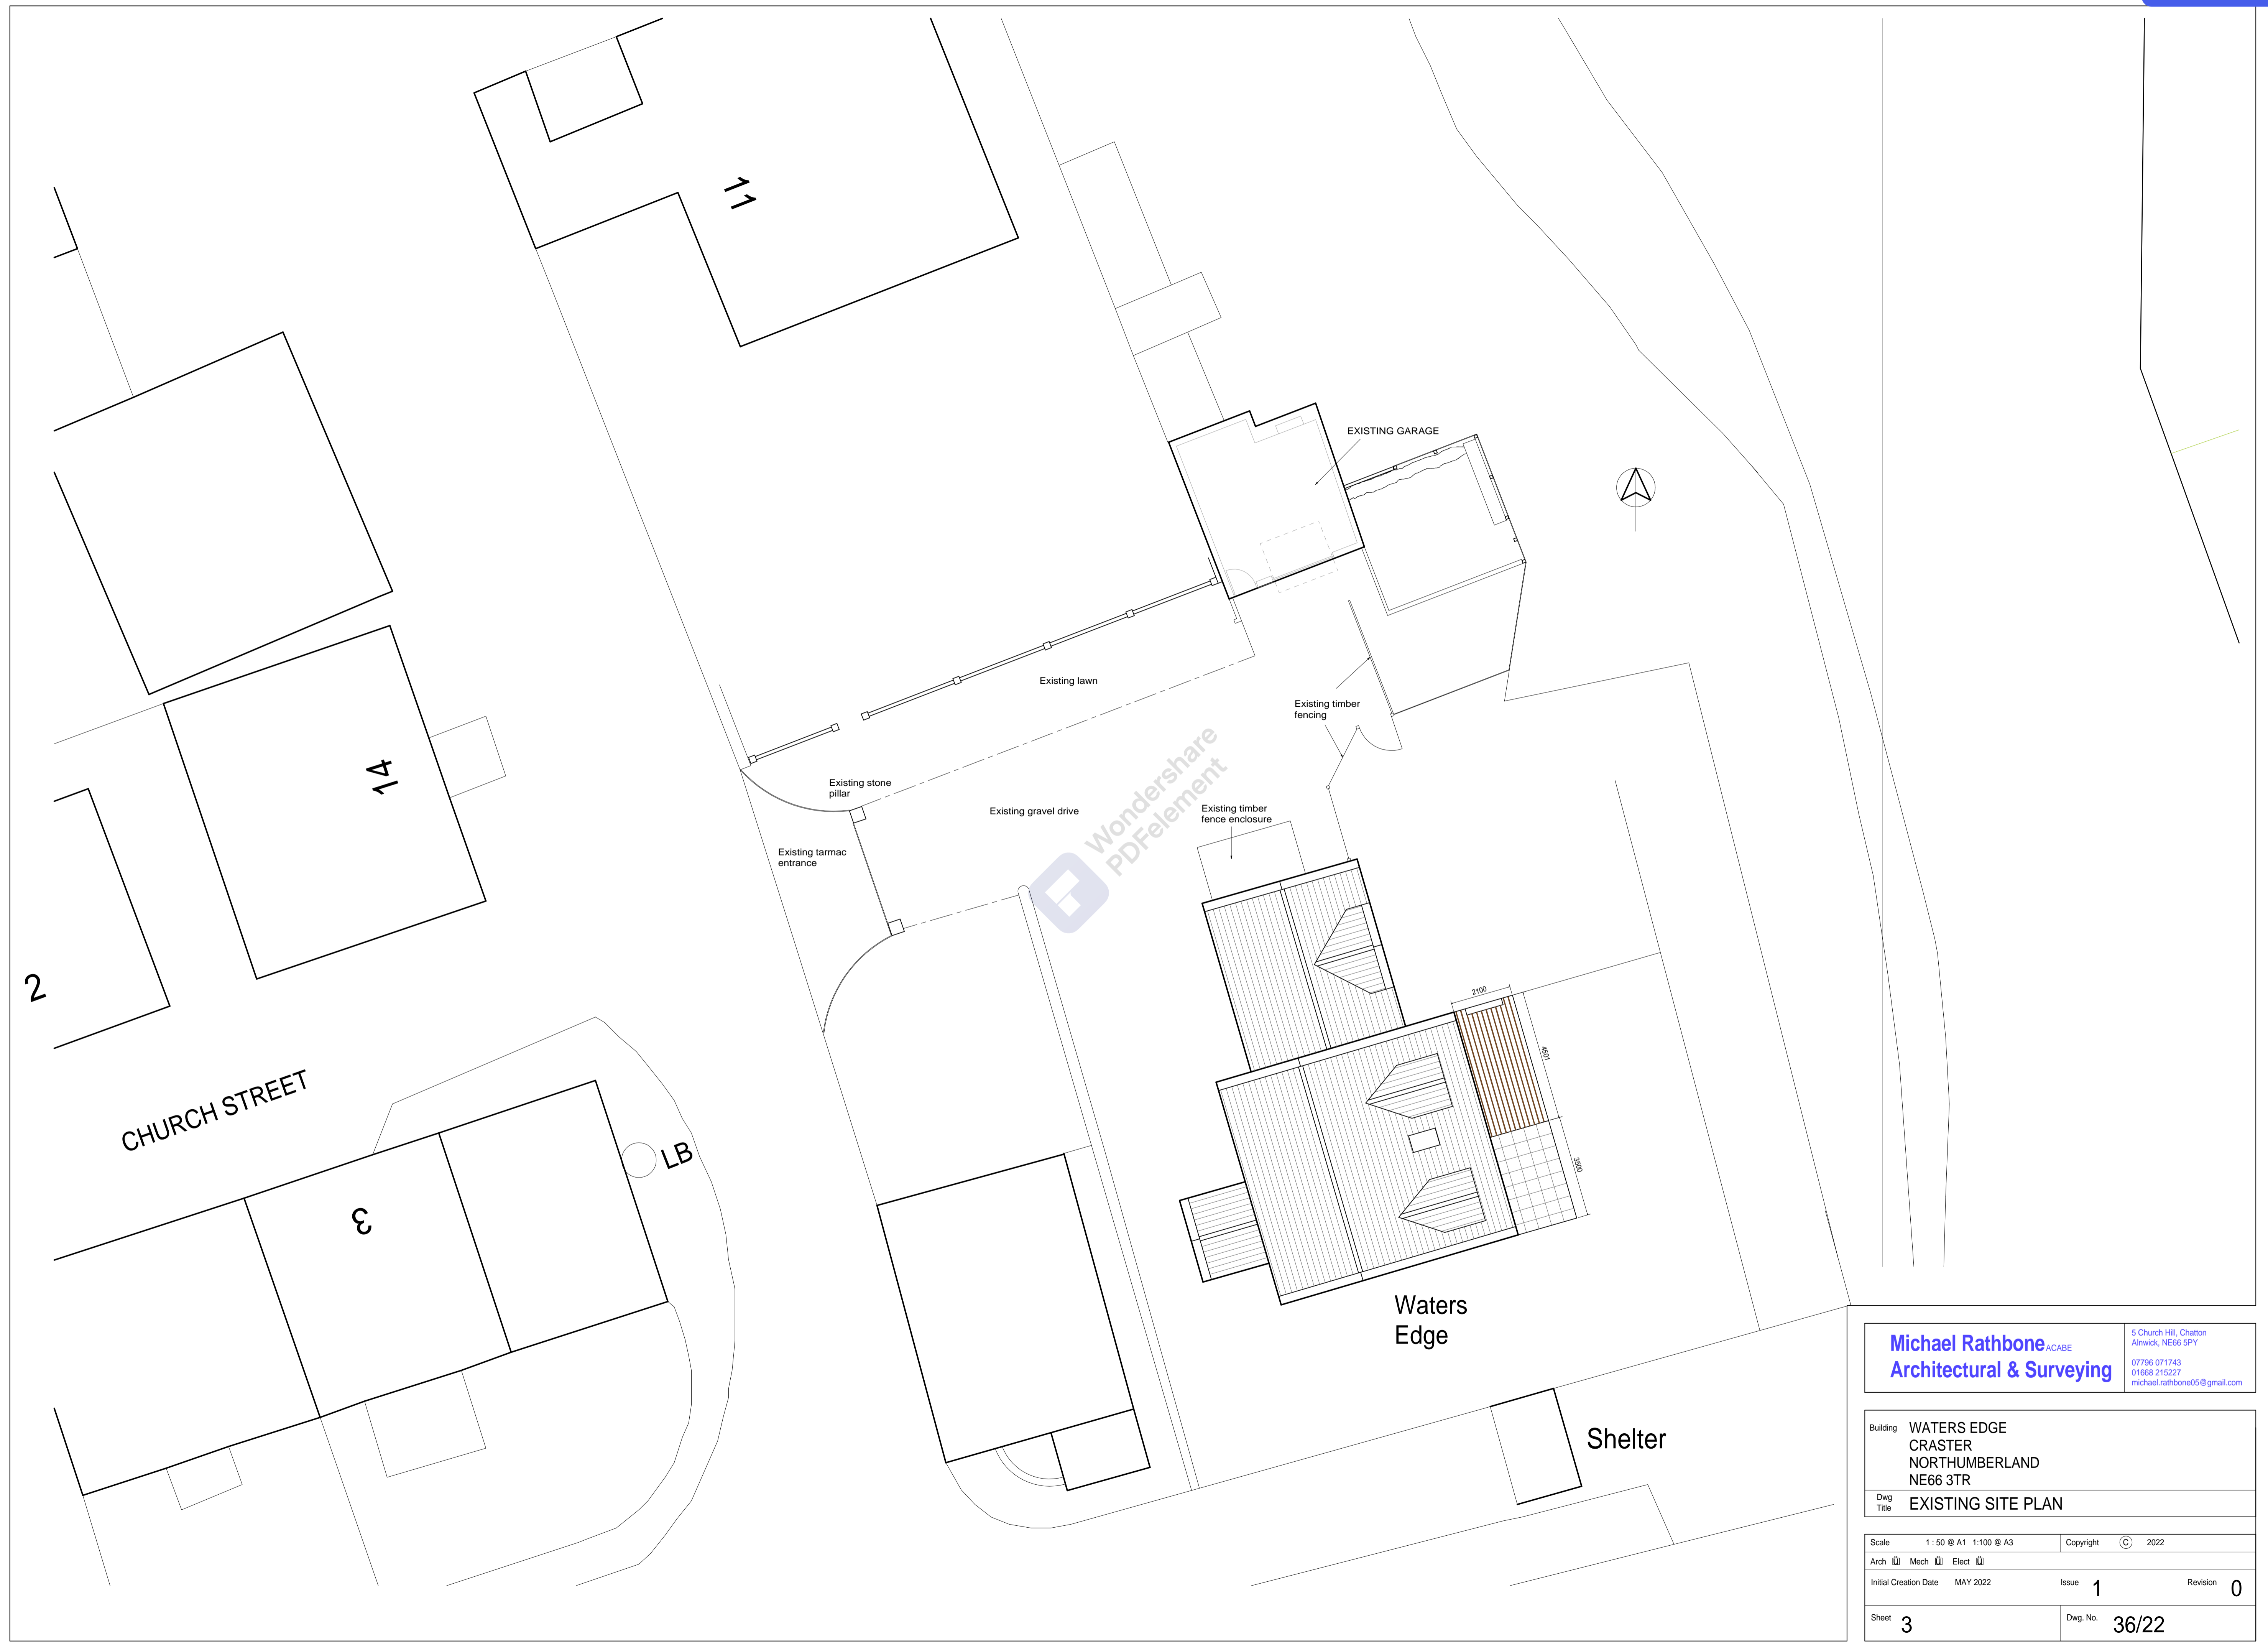 11
EXISTING GARAGE
Existing lawn
Existing timber
fencing
14
Existing stone
pillar
Existing gravel drive
Existing timber
fence enclosure
Existing tarmac
entrance
Wondershare
PDFelement
2
2100
4501
CHURCH STREET
LB
3
3500
Waters
Edge
Shelter
Michael Rathbone ACABE
Architectural & Surveying
5 Church Hill, Chatton
Alnwick, NE66 5PY
07796 071743
01668 215227
michael.rathbone05@gmail.com
Building WATERS EDGE
CRASTER
NORTHUMBERLAND
NE66 3TR
Dwg
Title EXISTING SITE PLAN
Scale 1 : 50 @ A1 1:100 @ A3 Copyright © 2022
Arch Mech Elect
Initial Creation Date MAY 2022 Issue 1 Revision 0
Sheet 3 Dwg. No. 36/22